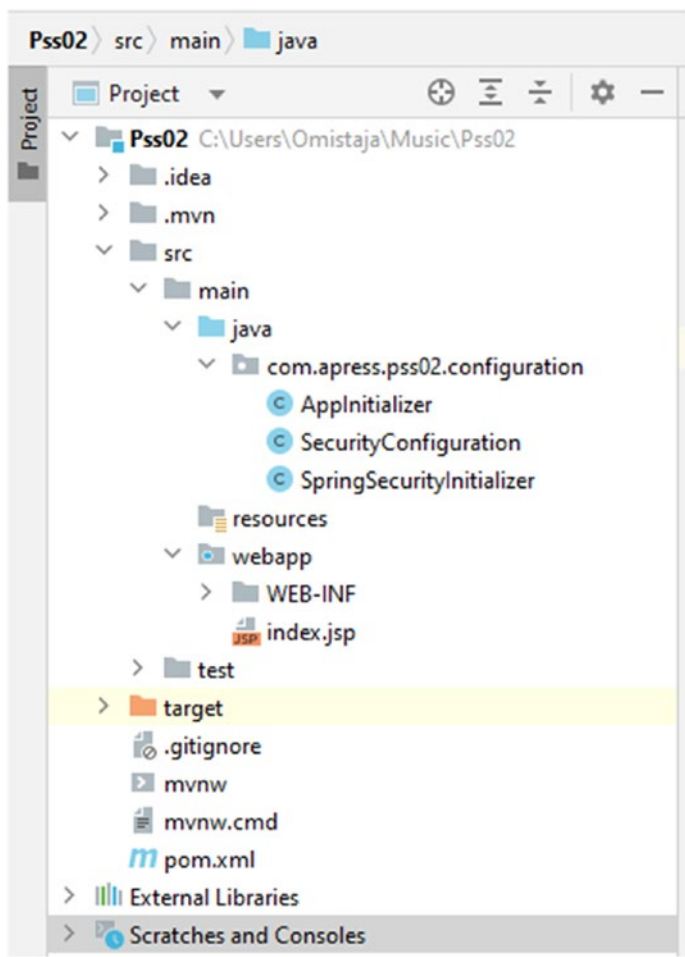 Pss02 src main java
Project
Project
Pss02 C:\Users\Omistaja\Music\Pss02
.idea
.mvn
src
main
java
com.apress.pss02.configuration
C AppInitializer
C SecurityConfiguration
C SpringSecurityInitializer
resources
webapp
WEB-INF
JSP index.jsp
test
target
.gitignore
mvnw
mvnw.cmd
m pom.xml
External Libraries
Scratches and Consoles